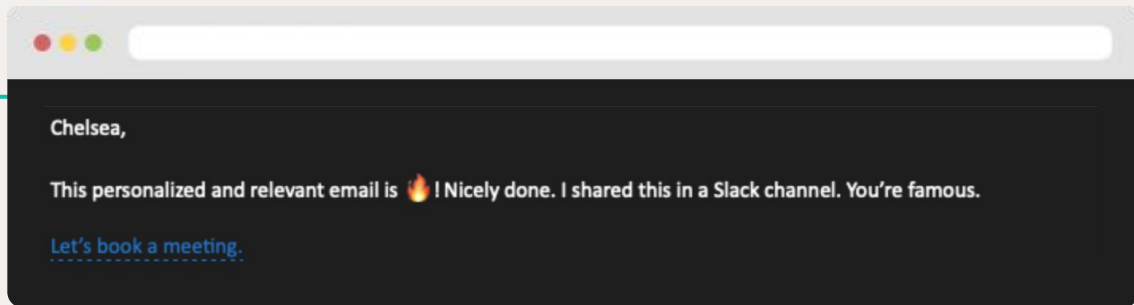 Chelsea,
This personalized and relevant email is 🔥! Nicely done. I shared this in a Slack channel. You’re famous.
Let’s book a meeting.